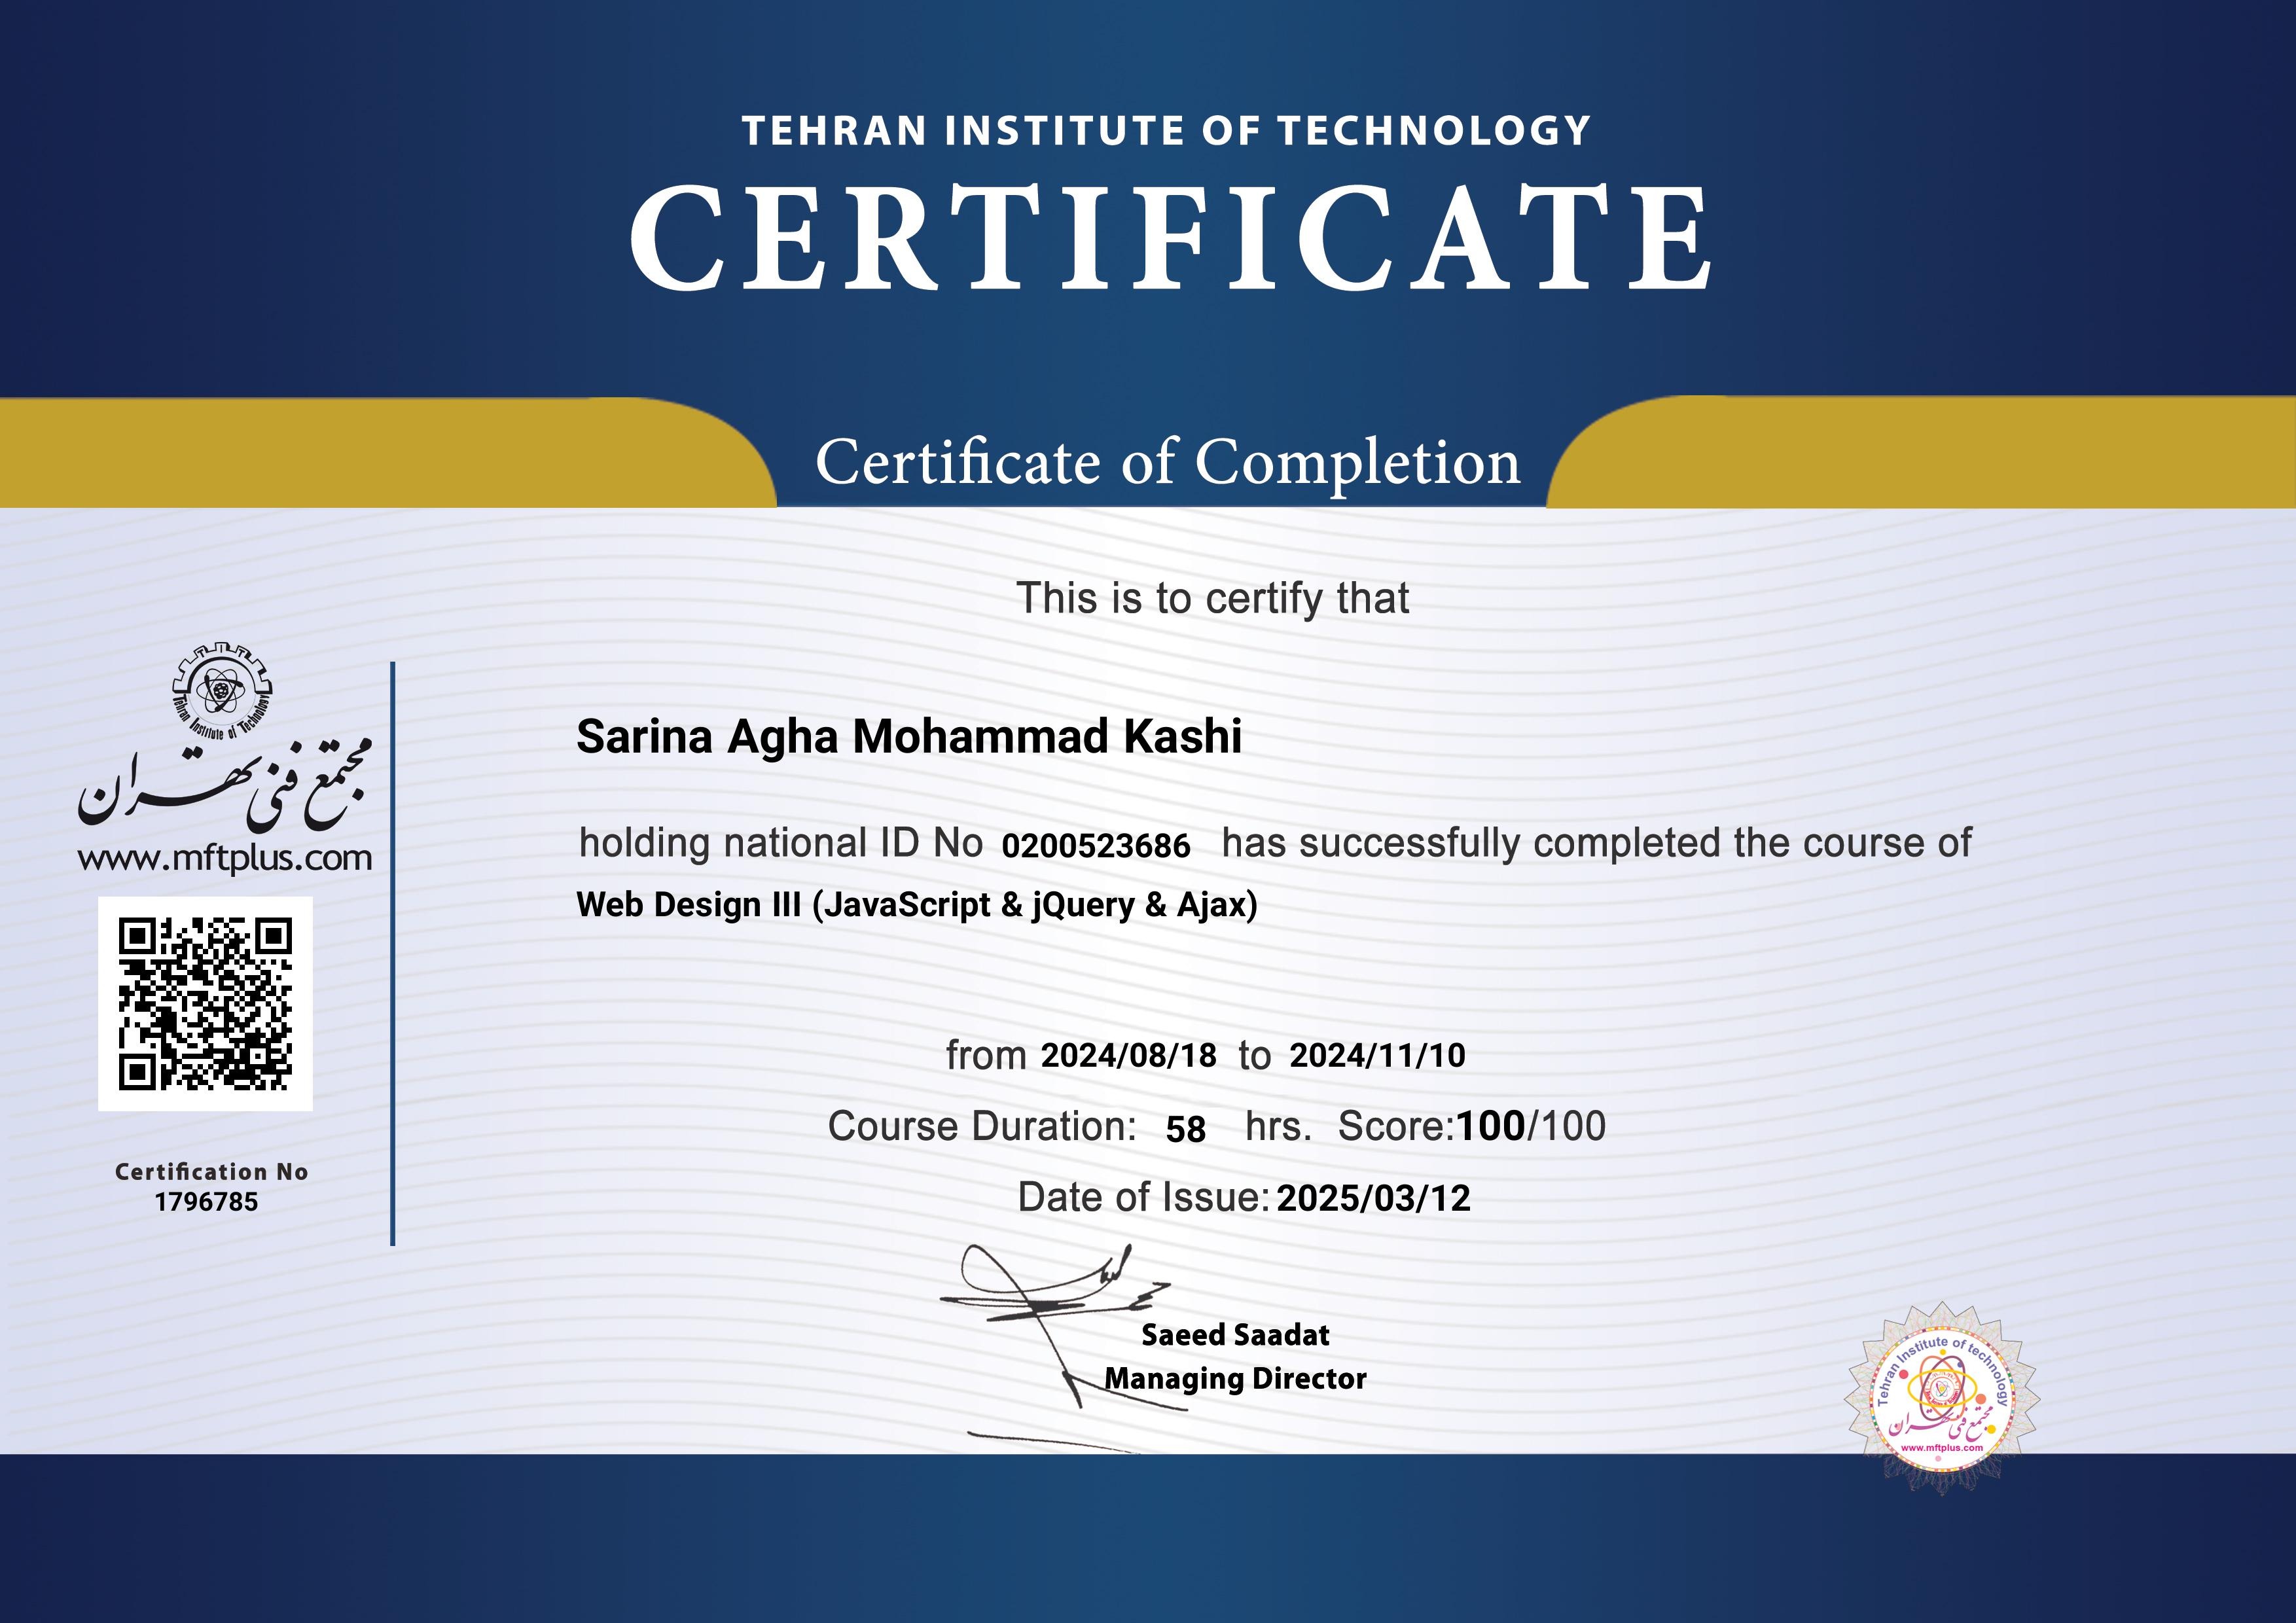 TEHRAN INSTITUTE OF TECHNOLOGY
CERTIFICATE
Certificate of Completion
This is to certify that
Sarina Agha Mohammad Kashi
holding national ID No 0200523686 has successfully completed the course of
Web Design III (JavaScript & jQuery & Ajax)
from 2024/08/18 to 2024/11/10
Course Duration: 58 hrs. Score:100/100
Date of Issue: 2025/03/12
Saeed Saadat
Managing Director
Tehran Institute of Technology
مجتمع فنی تهران
www.mftplus.com
Certification No
1796785
Tehran Institute of technology
مجتمع فنی تهران
www.mftplus.com